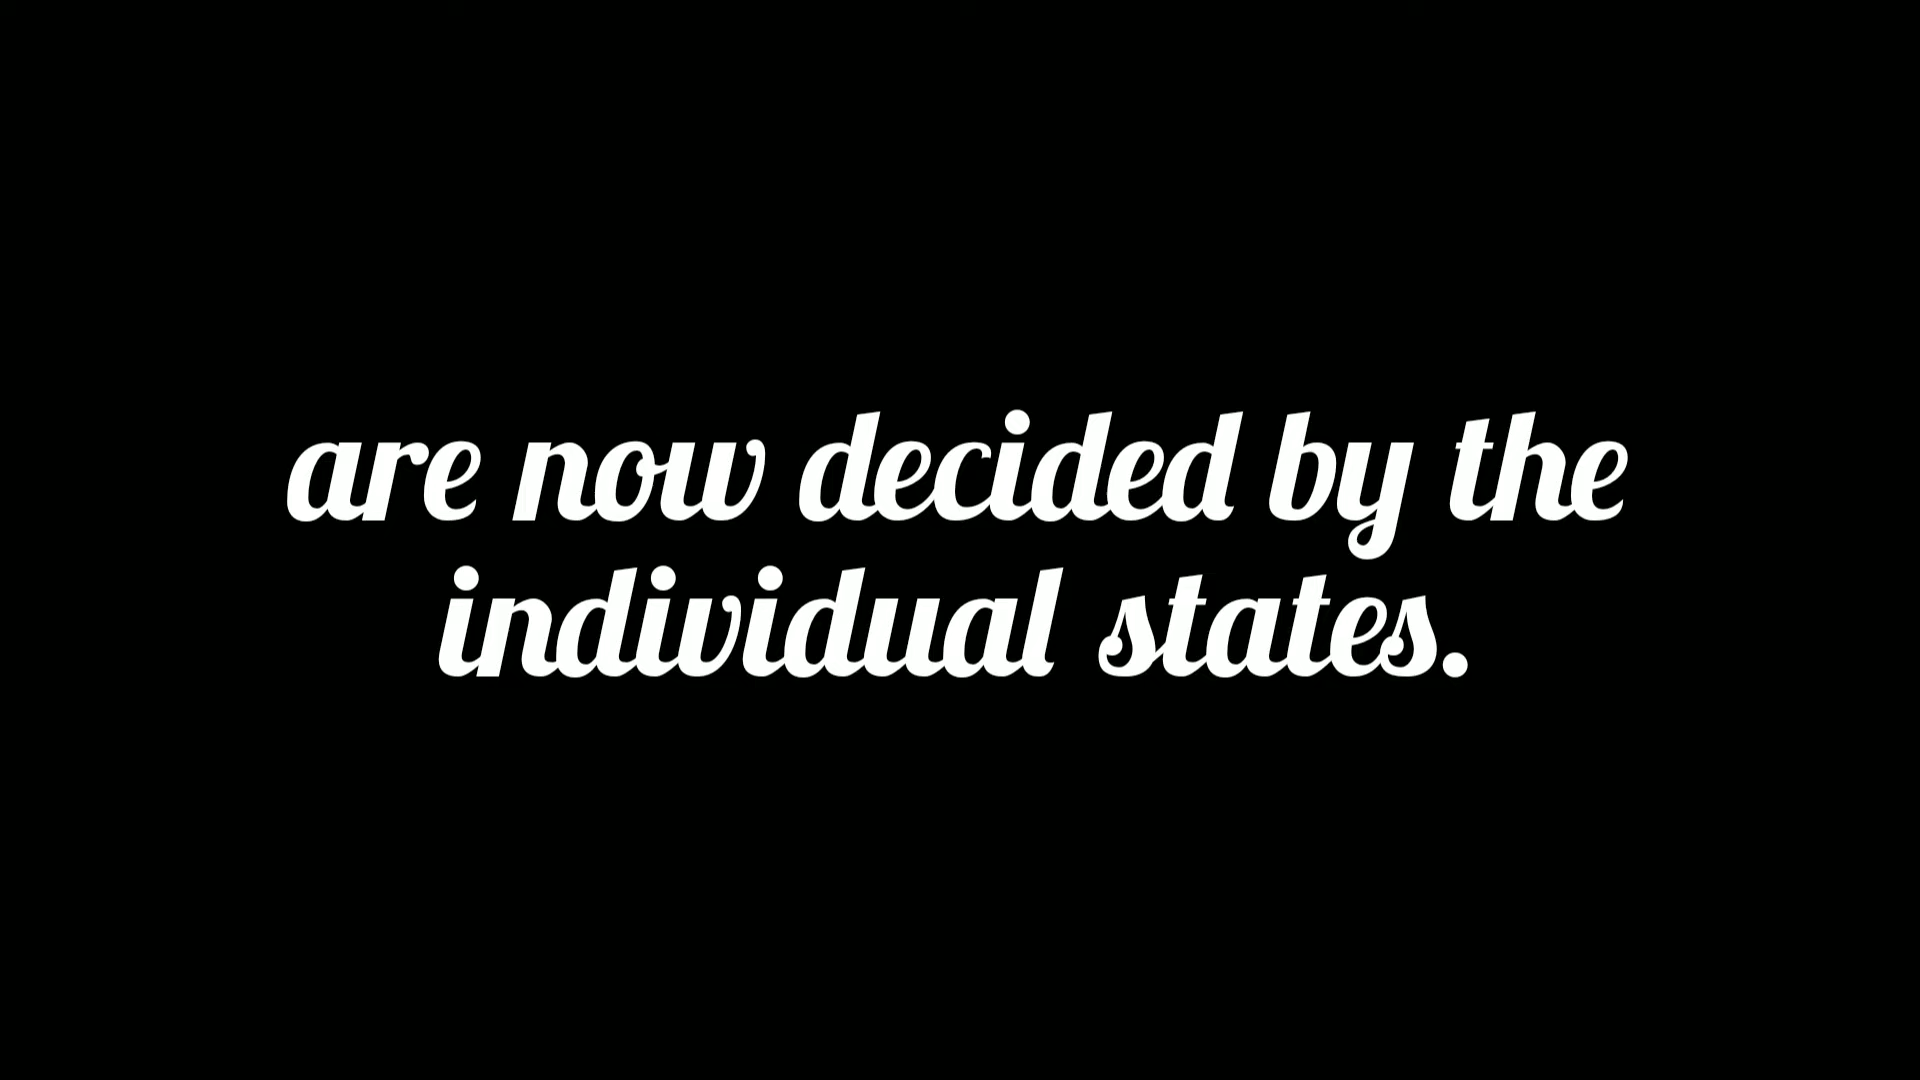 are now decided by the
individual states.